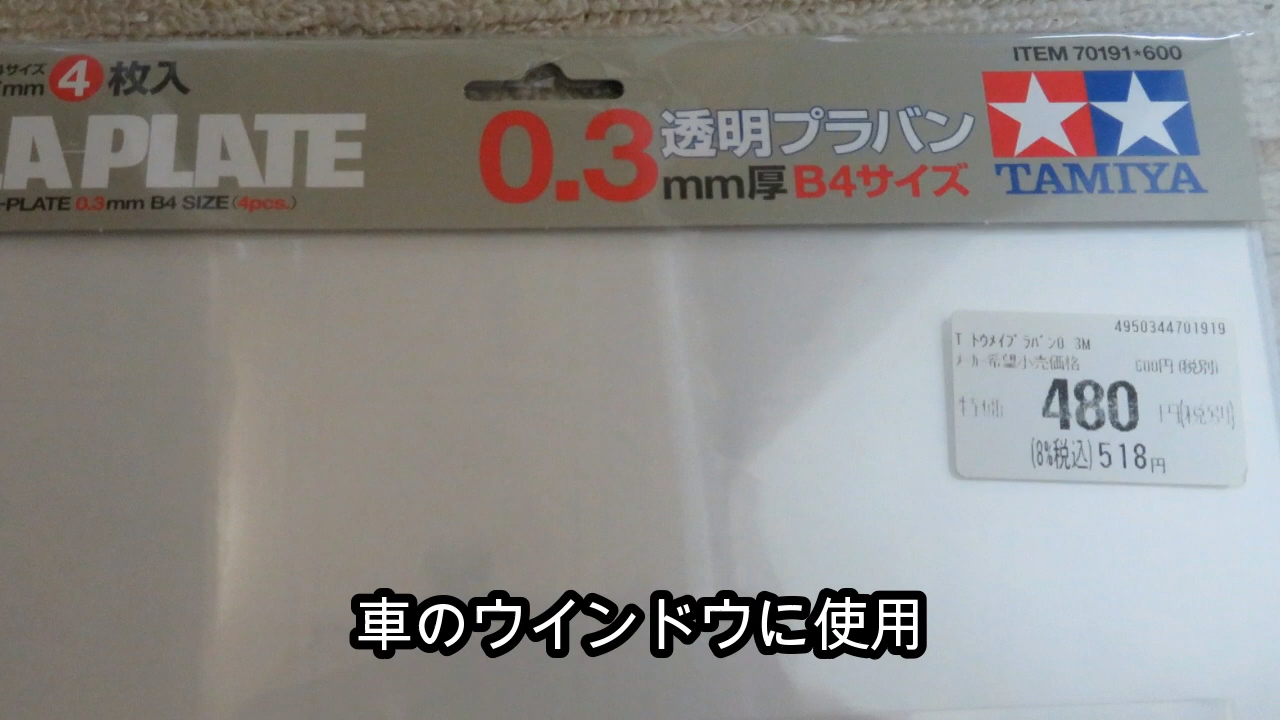 サイズ
mm 4 枚入
LA PLATE
-PLATE 0.3mm B4 SIZE (4pcs.)
0.3 透明プラバン
mm厚 B4サイズ
ITEM 70191*600
TAMIYA
4950344701919
T トウメイプラバン0 3M
メーカー希望小売価格 600円(税別)
480 円(税別)
(8%税込)518円
車のウインドウに使用